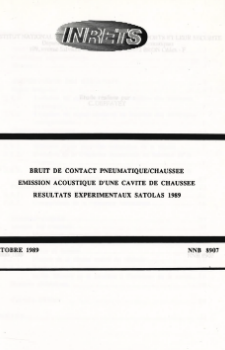 INRETS
BRUIT DE CONTACT PNEUMATIQUE/CHAUSSEE
EMISSION ACOUSTIQUE D'UNE CAVITE DE CHAUSSEE
RESULTATS EXPERIMENTAUX SATOLAS 1989
TOBRE 1989 NNB 8907